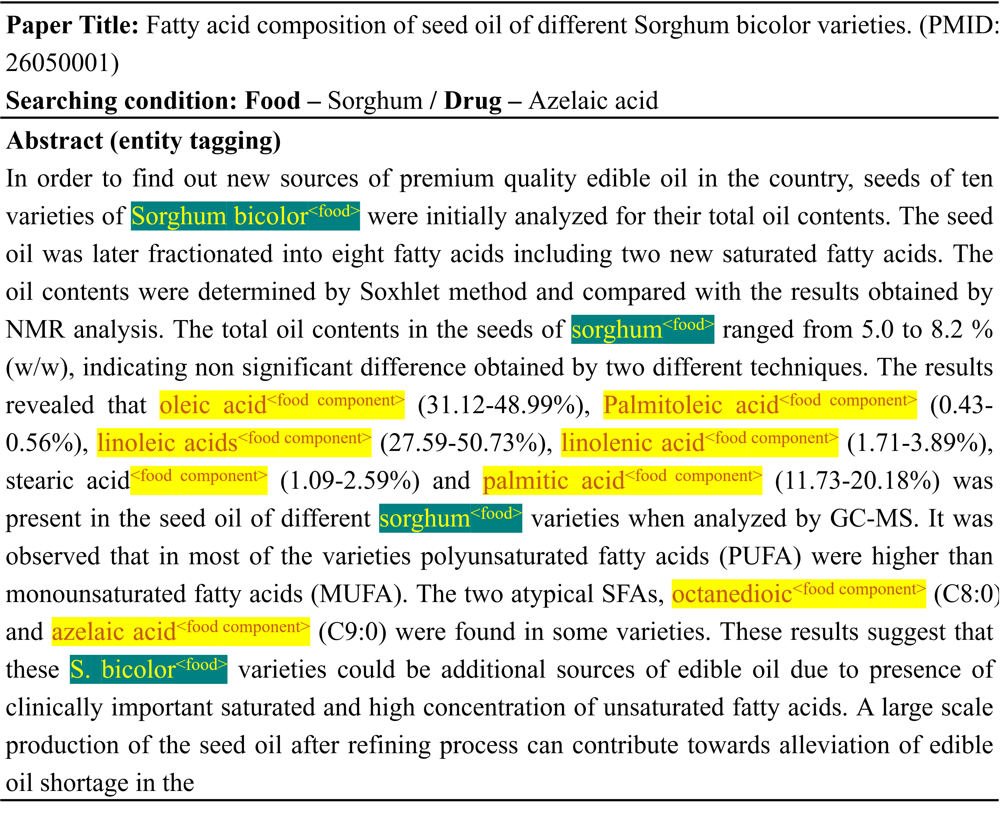 Paper Title: Fatty acid composition of seed oil of different Sorghum bicolor varieties. (PMID:
26050001)
Searching condition: Food – Sorghum / Drug – Azelaic acid
Abstract (entity tagging)
In order to find out new sources of premium quality edible oil in the country, seeds of ten
varieties of Sorghum bicolor<food> were initially analyzed for their total oil contents. The seed
oil was later fractionated into eight fatty acids including two new saturated fatty acids. The
oil contents were determined by Soxhlet method and compared with the results obtained by
NMR analysis. The total oil contents in the seeds of sorghum<food> ranged from 5.0 to 8.2 %
(w/w), indicating non significant difference obtained by two different techniques. The results
revealed that oleic acid<food component> (31.12-48.99%), Palmitoleic acid<food component> (0.43-
0.56%), linoleic acids<food component> (27.59-50.73%), linolenic acid<food component> (1.71-3.89%),
stearic acid<food component> (1.09-2.59%) and palmitic acid<food component> (11.73-20.18%) was
present in the seed oil of different sorghum<food> varieties when analyzed by GC-MS. It was
observed that in most of the varieties polyunsaturated fatty acids (PUFA) were higher than
monounsaturated fatty acids (MUFA). The two atypical SFAs, octanedioic<food component> (C8:0)
and azelaic acid<food component> (C9:0) were found in some varieties. These results suggest that
these S. bicolor<food> varieties could be additional sources of edible oil due to presence of
clinically important saturated and high concentration of unsaturated fatty acids. A large scale
production of the seed oil after refining process can contribute towards alleviation of edible
oil shortage in the